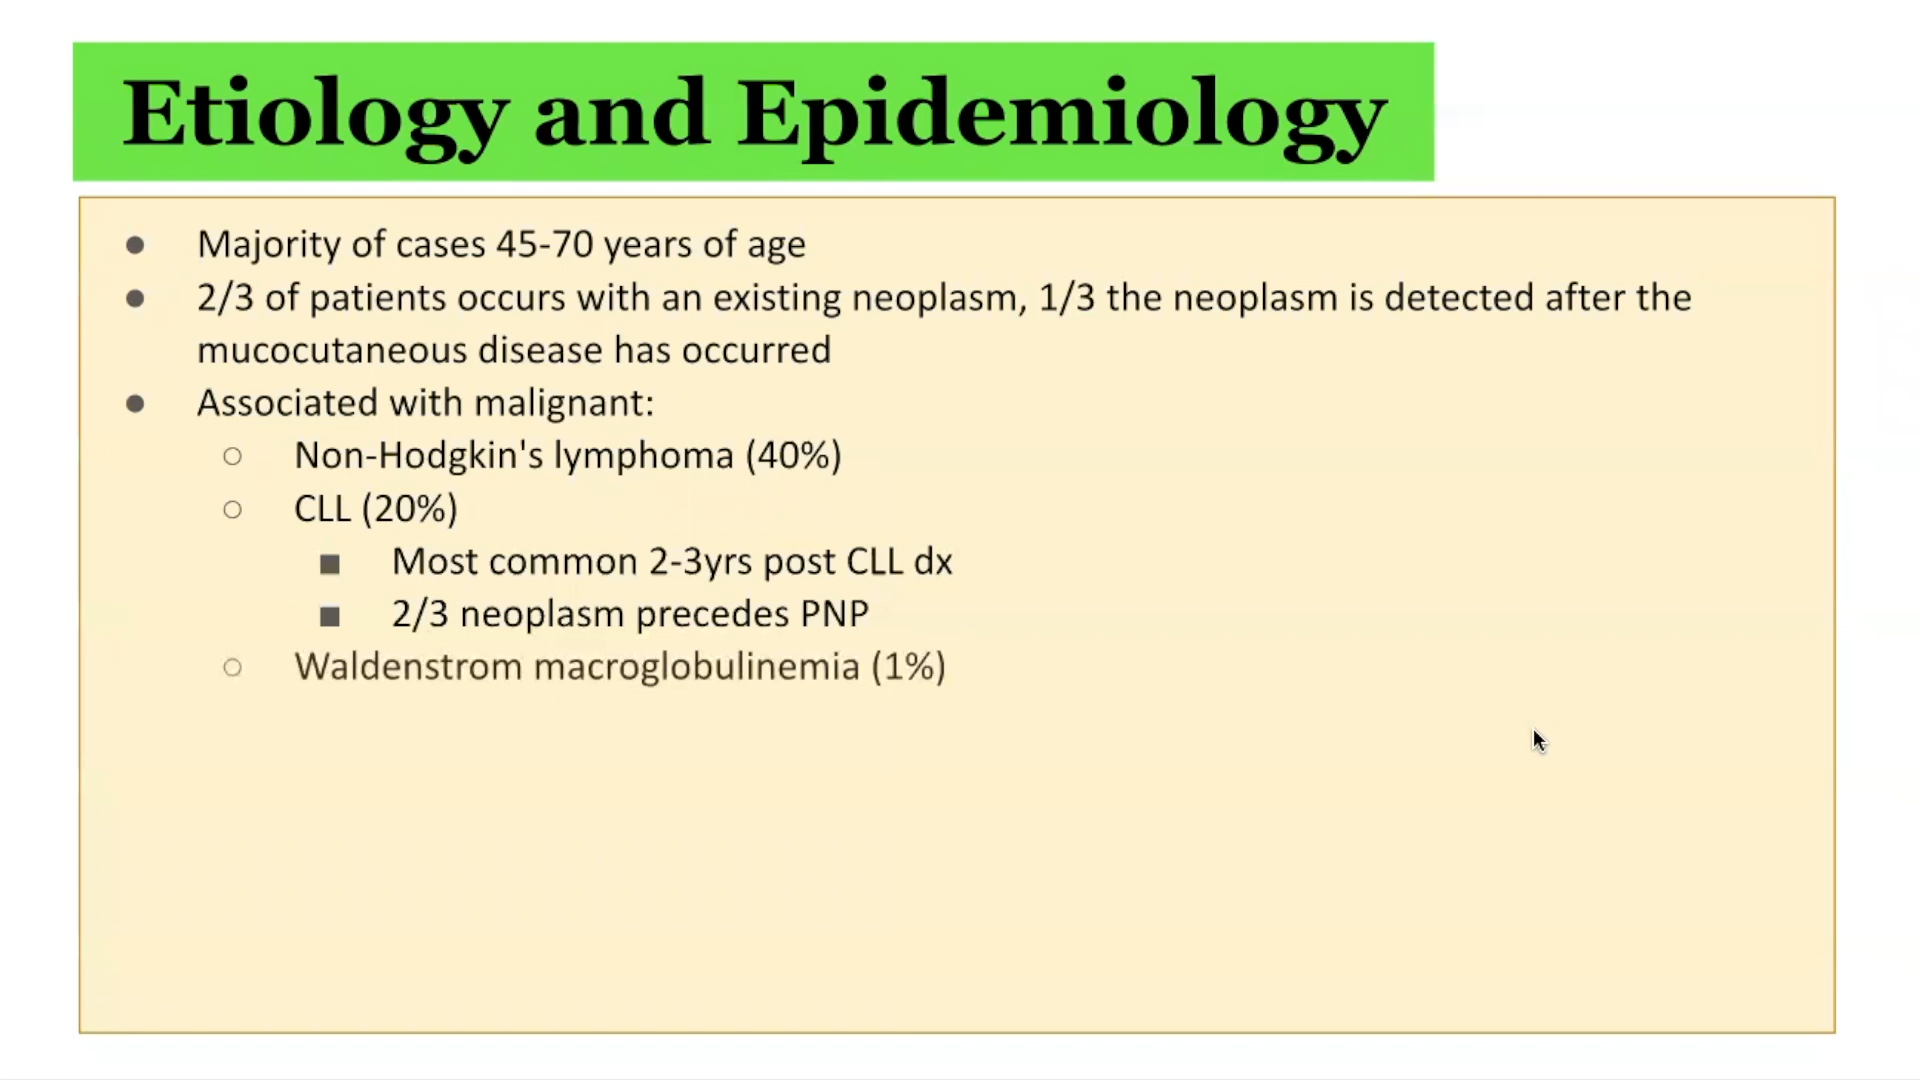 Etiology and Epidemiology
● Majority of cases 45-70 years of age
● 2/3 of patients occurs with an existing neoplasm, 1/3 the neoplasm is detected after the
mucocutaneous disease has occurred
● Associated with malignant:
○ Non-Hodgkin's lymphoma (40%)
○ CLL (20%)
■ Most common 2-3yrs post CLL dx
■ 2/3 neoplasm precedes PNP
○ Waldenstrom macroglobulinemia (1%)